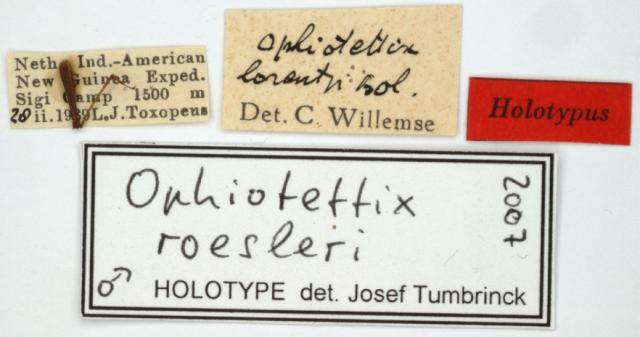 Neth. Ind.-American
New Guinea Exped.
Sigi Camp 1500 m
20 ii.1939 L.J.Toxopeus
Ophiotettix
lorentzi Bol.
Det. C. Willemse
Holotypus
Ophiotettix
roesleri
2007
♂ HOLOTYPE det. Josef Tumbrinck